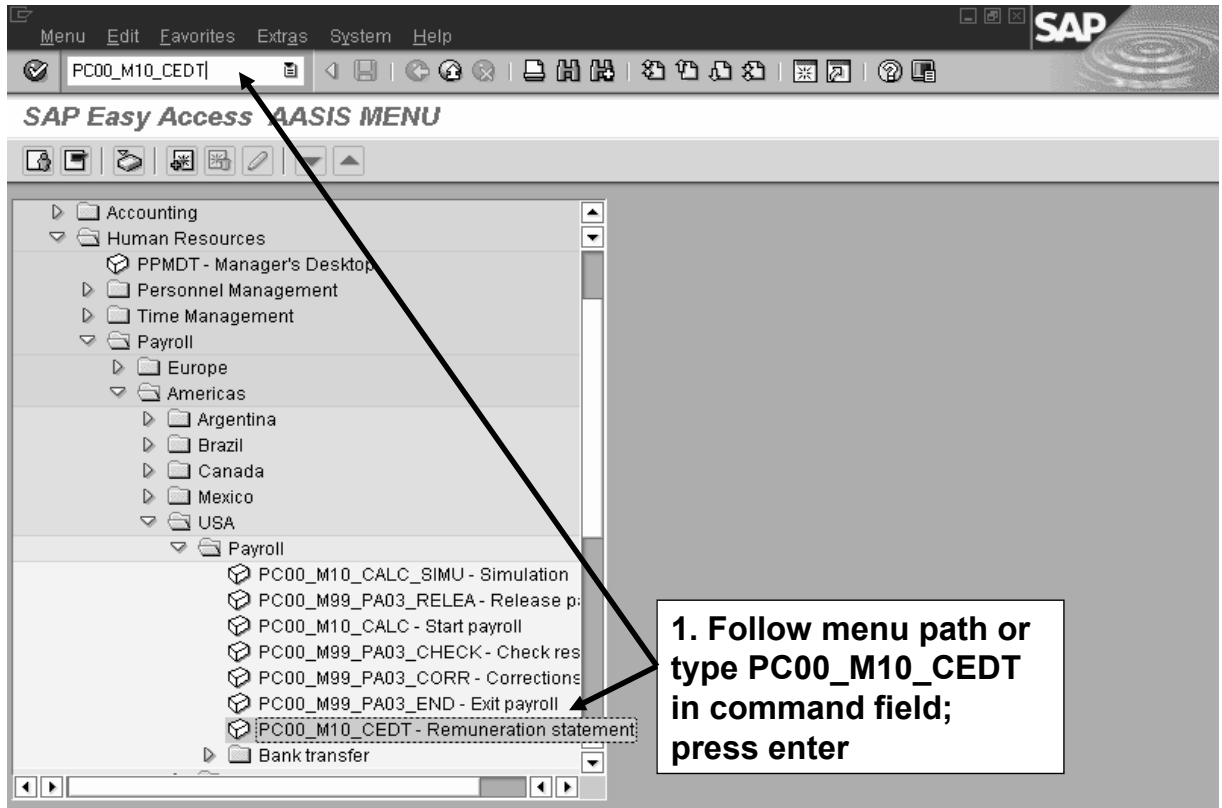 Menu Edit Favorites Extras System Help
SAP
PC00_M10_CEDT
SAP Easy Access AASIS MENU
Accounting
Human Resources
PPMDT - Manager's Desktop
Personnel Management
Time Management
Payroll
Europe
Americas
Argentina
Brazil
Canada
Mexico
USA
Payroll
PC00_M10_CALC_SIMU - Simulation
PC00_M99_PA03_RELEA - Release pa
PC00_M10_CALC - Start payroll
PC00_M99_PA03_CHECK - Check res
PC00_M99_PA03_CORR - Corrections
PC00_M99_PA03_END - Exit payroll
PC00_M10_CEDT - Remuneration statement
Bank transfer
1. Follow menu path or
type PC00_M10_CEDT
in command field;
press enter